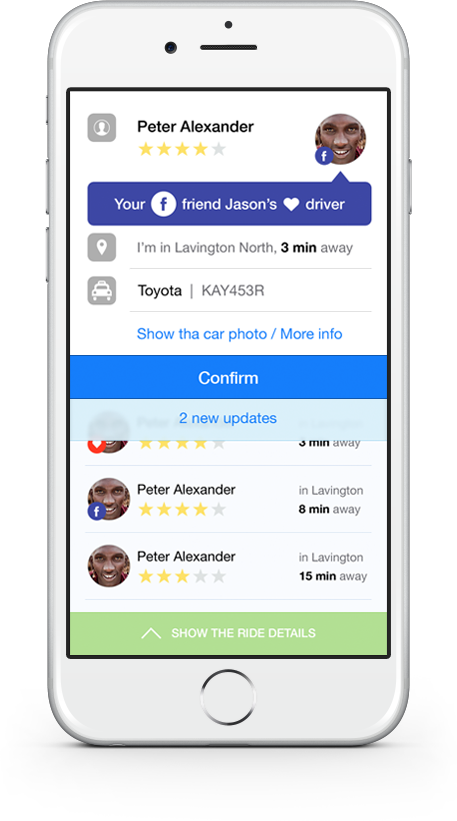 Peter Alexander
Your f friend Jason's ♥ driver
I'm in Lavington North, 3 min away
Toyota | KAY453R
Show tha car photo / More info
Confirm
2 new updates
3 min away
Peter Alexander
in Lavington
8 min away
Peter Alexander
in Lavington
15 min away
SHOW THE RIDE DETAILS